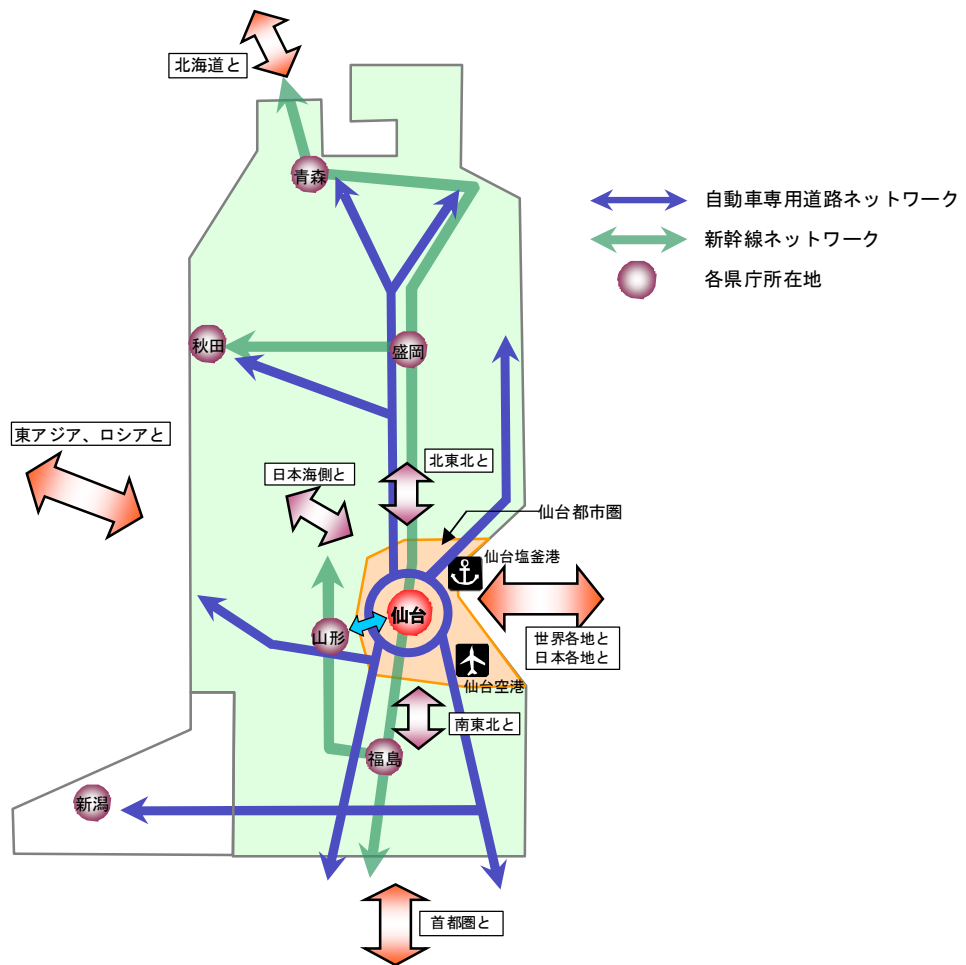 北海道と
青森
自動車専用道路ネットワーク
新幹線ネットワーク
各県庁所在地
秋田
盛岡
東アジア、ロシアと
日本海側と
北東北と
仙台都市圏
仙台塩釜港
仙台
山形
世界各地と
日本各地と
仙台空港
南東北と
福島
新潟
首都圏と